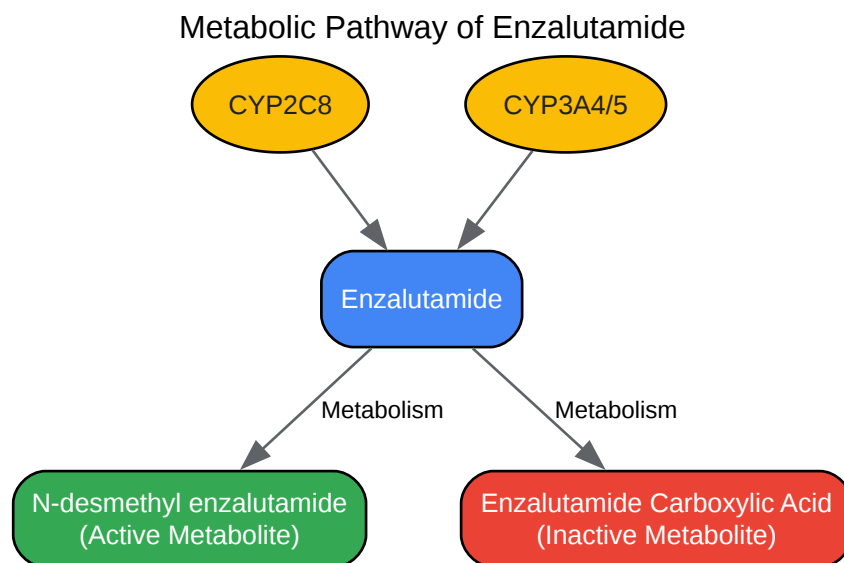 Metabolic Pathway of Enzalutamide
CYP2C8
CYP3A4/5
Enzalutamide
Metabolism
Metabolism
N-desmethyl enzalutamide
(Active Metabolite)
Enzalutamide Carboxylic Acid
(Inactive Metabolite)